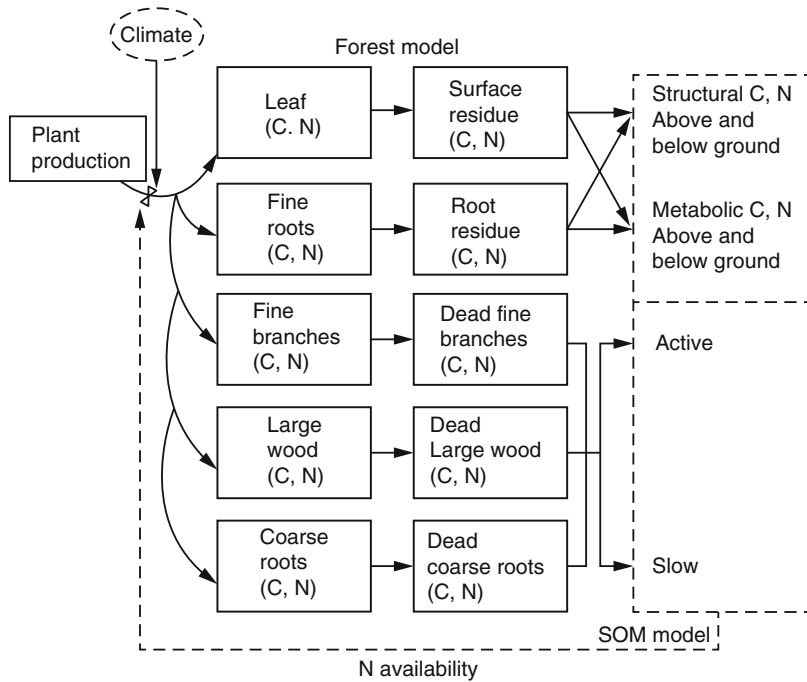 Climate
Forest model
Plant
production
Leaf
(C. N)
Surface
residue
(C, N)
Structural C, N
Above and
below ground
Fine
roots
(C, N)
Root
residue
(C, N)
Metabolic C, N
Above and
below ground
Fine
branches
(C, N)
Dead fine
branches
(C, N)
Active
Large
wood
(C, N)
Dead
Large wood
(C, N)
Coarse
roots
(C, N)
Dead
coarse roots
(C, N)
Slow
SOM model
N availability